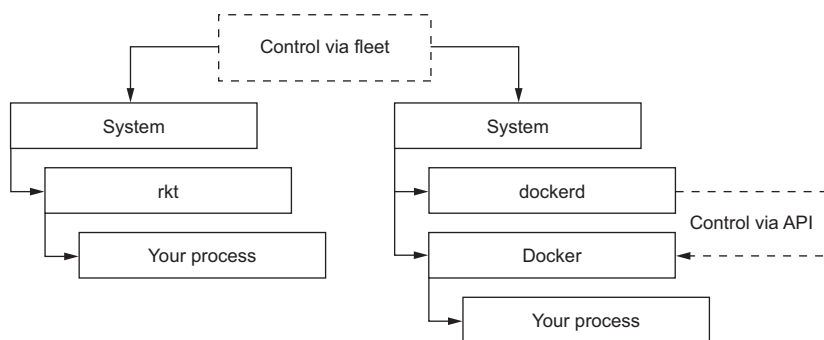 Control via fleet
System
System
rkt
dockerd
Control via API
Your process
Docker
Your process